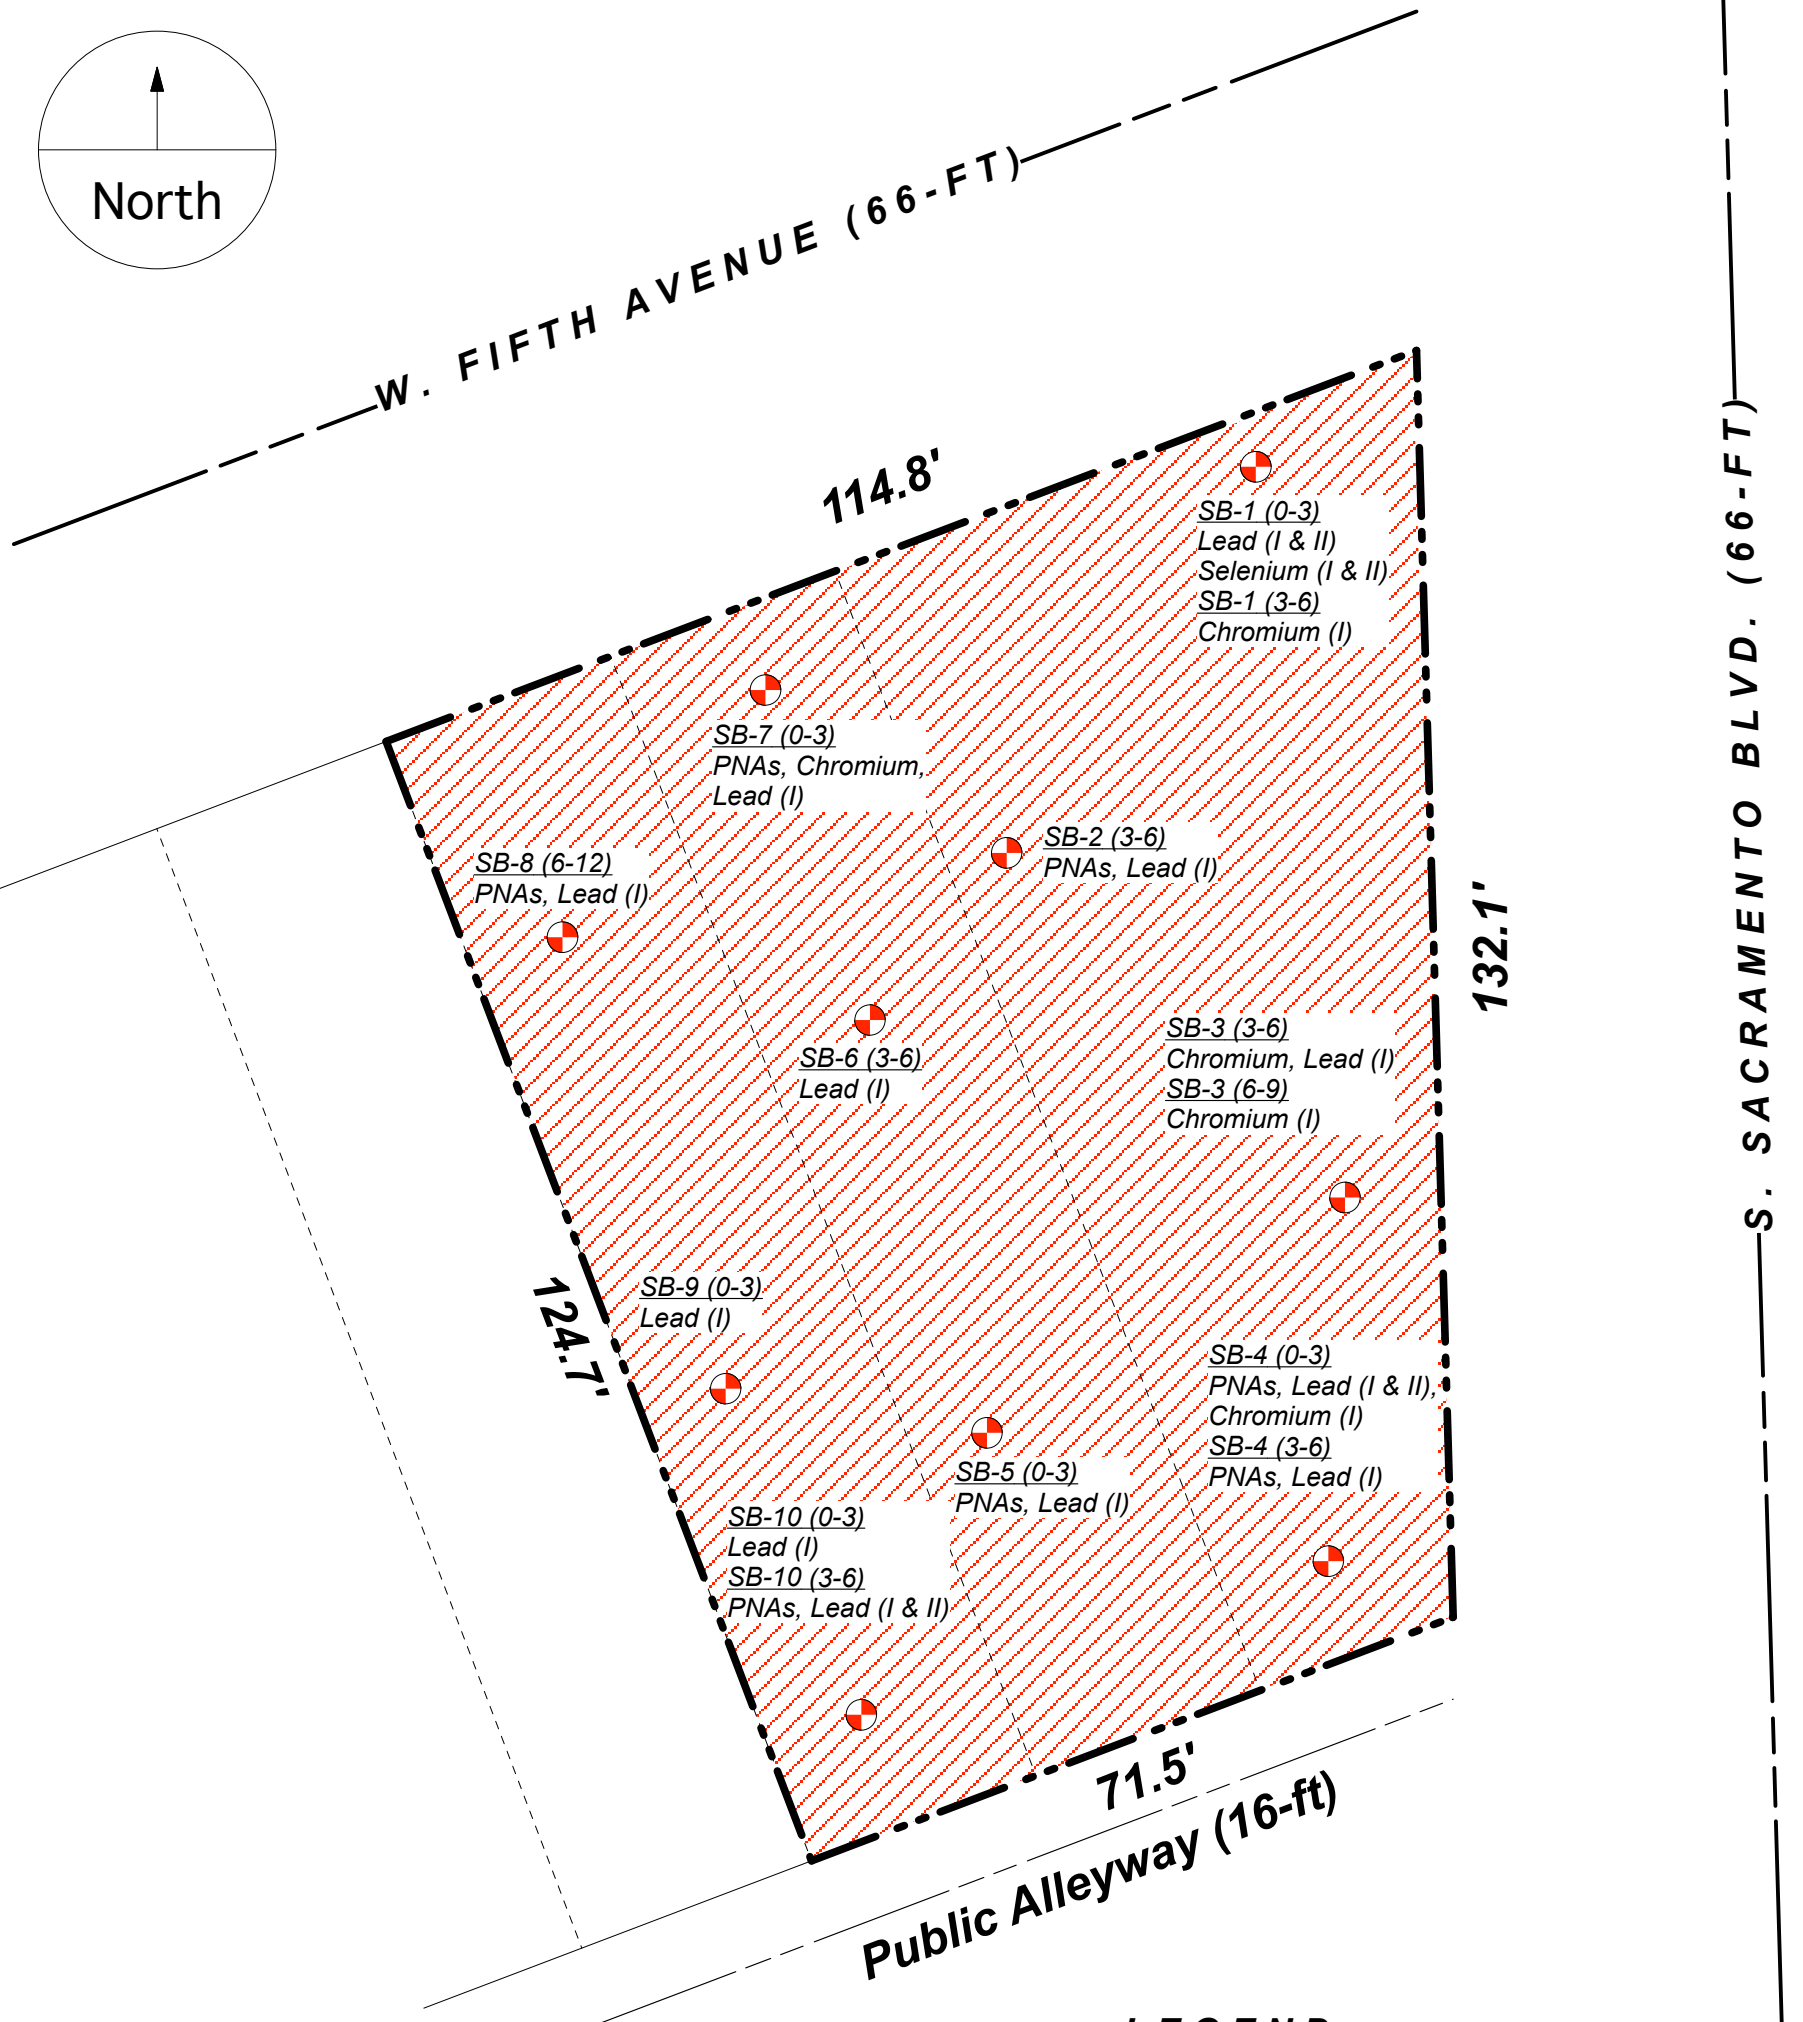 North
W. FIFTH AVENUE (66-FT)
S. SACRAMENTO BLVD. (66-FT)
114.8'
SB-1 (0-3)
Lead (I & II)
Selenium (I & II)
SB-1 (3-6)
Chromium (I)
SB-7 (0-3)
PNAs, Chromium,
Lead (I)
SB-2 (3-6)
PNAs, Lead (I)
SB-8 (6-12)
PNAs, Lead (I)
132.1'
SB-6 (3-6)
Lead (I)
SB-3 (3-6)
Chromium, Lead (I)
SB-3 (6-9)
Chromium (I)
124.7'
SB-9 (0-3)
Lead (I)
SB-4 (0-3)
PNAs, Lead (I & II),
Chromium (I)
SB-4 (3-6)
PNAs, Lead (I)
SB-5 (0-3)
PNAs, Lead (I)
SB-10 (0-3)
Lead (I)
SB-10 (3-6)
PNAs, Lead (I & II)
71.5'
Public Alleyway (16-ft)
LEGEND